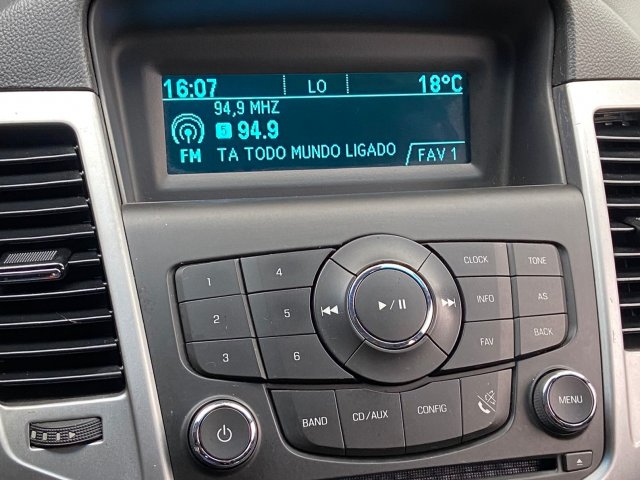 16:07 LO 18°C
94,9 MHZ
5 94.9
FM TA TODO MUNDO LIGADO FAV 1
1 4 CLOCK TONE
2 5 INFO AS
3 6 FAV BACK
BAND CD/AUX CONFIG MENU